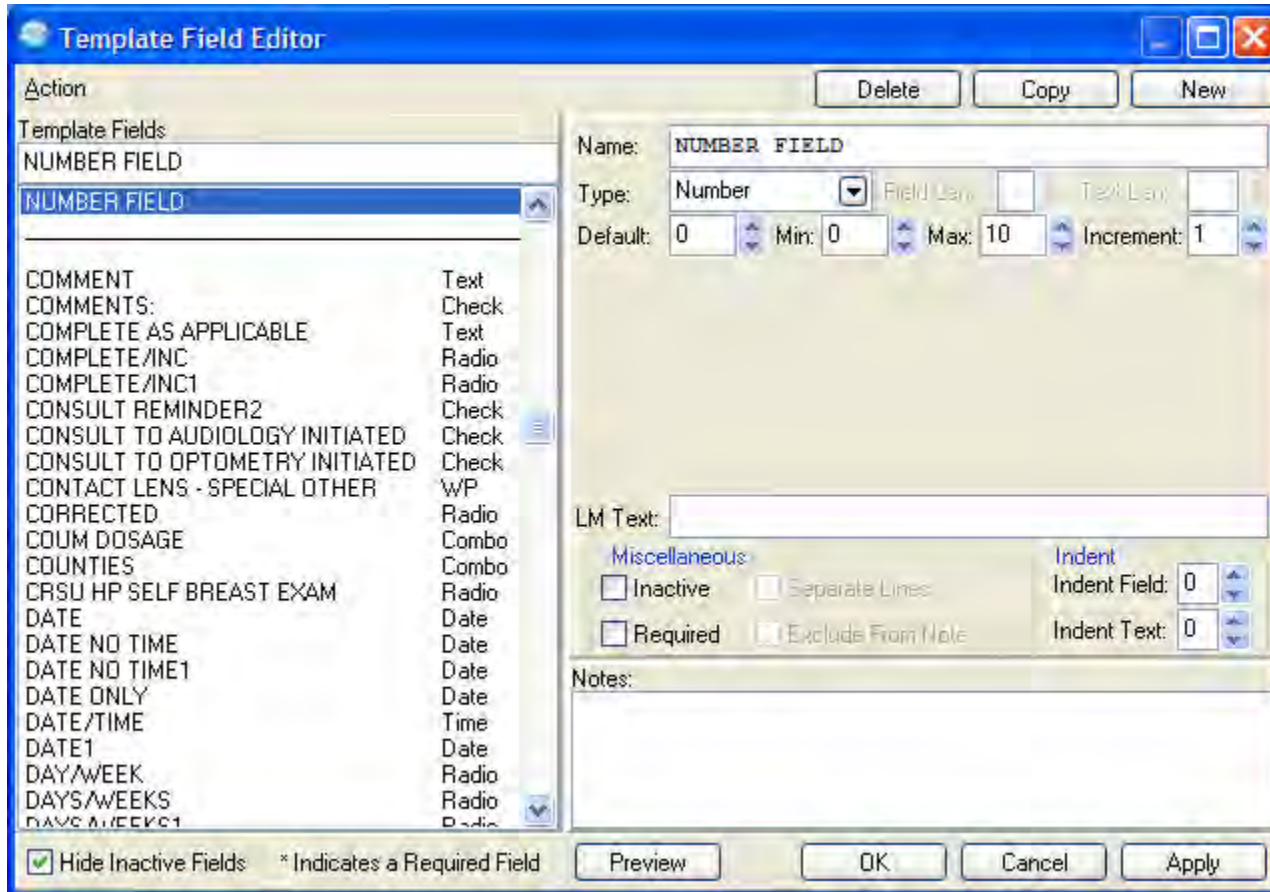 Template Field Editor
Action
Delete
Copy
New
Template Fields
NUMBER FIELD
NUMBER FIELD
COMMENT Text
COMMENTS: Check
COMPLETE AS APPLICABLE Text
COMPLETE/INC Radio
COMPLETE/INC1 Radio
CONSULT REMINDER2 Check
CONSULT TO AUDIOLOGY INITIATED Check
CONSULT TO OPTOMETRY INITIATED Check
CONTACT LENS - SPECIAL OTHER WP
CORRECTED Radio
COUM DOSAGE Combo
COUNTIES Combo
CRSU HP SELF BREAST EXAM Radio
DATE Date
DATE NO TIME Date
DATE NO TIME1 Date
DATE ONLY Date
DATE/TIME Time
DATE1 Date
DAY/WEEK Radio
DAYS/WEEKS Radio
DAYS/WEEKS1 Radio
Hide Inactive Fields * Indicates a Required Field
Name: NUMBER FIELD
Type: Number Field Len: Text Len:
Default: 0 Min: 0 Max: 10 Increment: 1
LM Text:
Miscellaneous Indent
Inactive Separate Lines Indent Field: 0
Required Exclude From Note Indent Text: 0
Notes:
Preview OK Cancel Apply